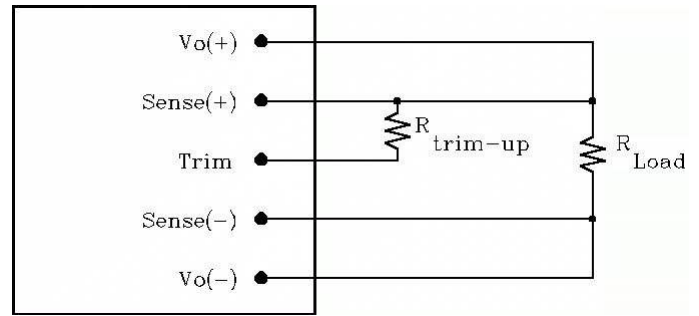 Vo(+)
Sense(+)
R
trim-up
Trim
R
Load
Sense(-)
Vo(-)